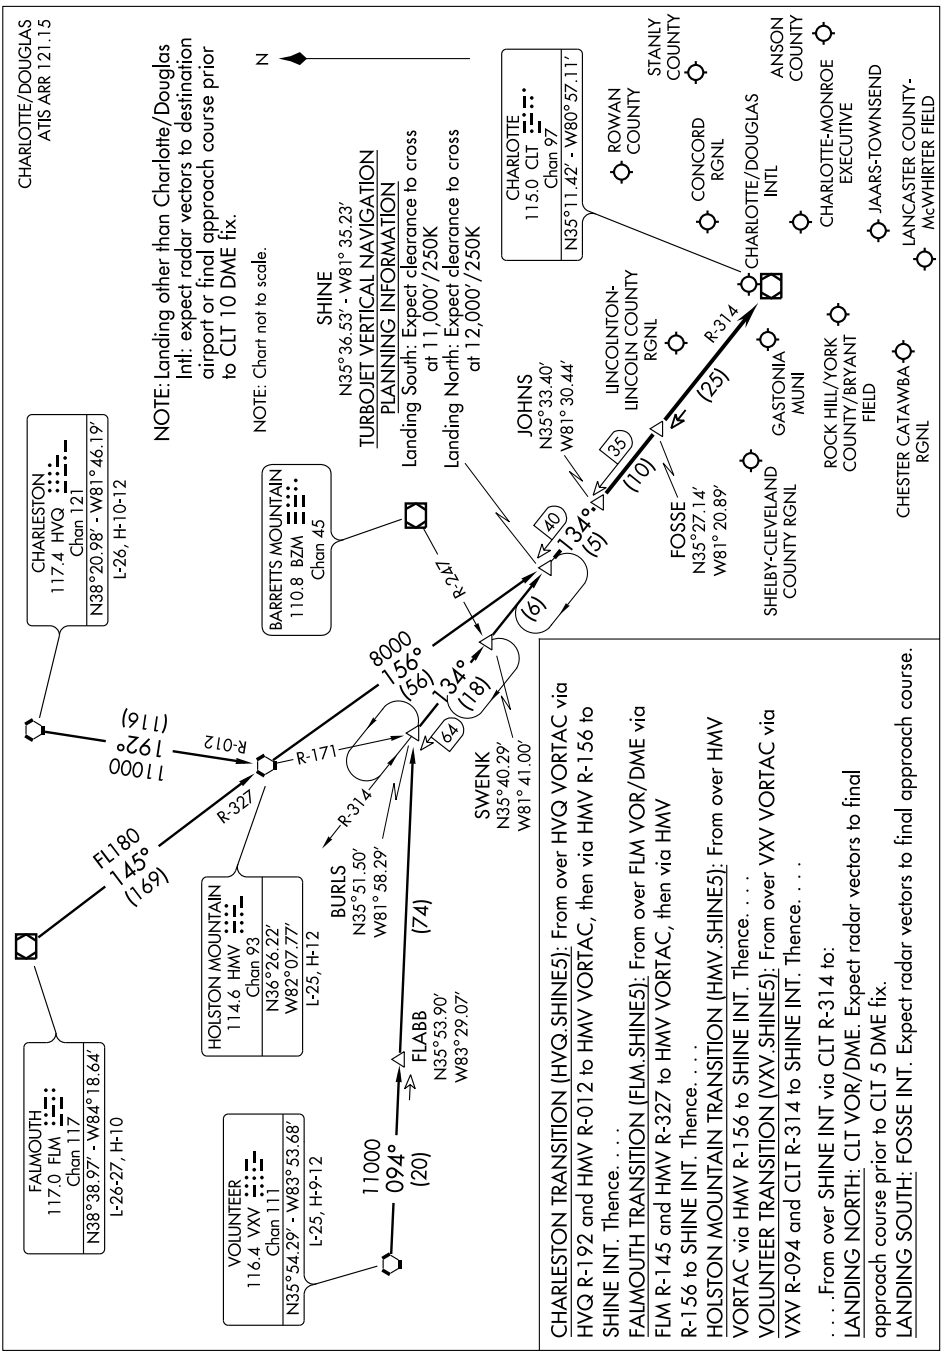 CHARLOTTE/DOUGLAS
ATIS ARR 121.15
NOTE: Landing other than Charlotte/Douglas
Intl: expect radar vectors to destination
airport or final approach course prior
to CLT 10 DME fix.
NOTE: Chart not to scale.
N
FALMOUTH
117.0 FLM
Chan 117
N38°38.97' - W84°18.64'
L-26-27, H-10
CHARLESTON
117.4 HVQ
Chan 121
N38°20.98' - W81°46.19'
L-26, H-10-12
FL180
145°
(169)
R-327
11000
192°
(116)
R-012
HOLSTON MOUNTAIN
114.6 HMV
Chan 93
N36°26.22'
W82°07.77'
L-25, H-12
BARRETTS MOUNTAIN
110.8 BZM
Chan 45
SHINE
N35°36.53' - W81°35.23'
TURBOJET VERTICAL NAVIGATION
PLANNING INFORMATION
Landing South: Expect clearance to cross
at 11,000'/250K
Landing North: Expect clearance to cross
at 12,000'/250K
VOLUNTEER
116.4 VXV
Chan 111
N35°54.29' - W83°53.68'
L-25, H-9-12
11000
094°
(20)
FLABB
N35°53.90'
W83°29.07'
(74)
BURLS
N35°51.50'
W81°58.29'
R-314
R-171
64
8000
156°
(56)
134°
(18)
R-247
SWENK
N35°40.29'
W81°41.00'
(6)
40
134°
(5)
JOHNS
N35°33.40'
W81°30.44'
35
(10)
FOSSE
N35°27.14'
W81°20.89'
(25)
R-314
CHARLOTTE
115.0 CLT
Chan 97
N35°11.42' - W80°57.11'
ROWAN
COUNTY
STANLY
COUNTY
CONCORD
RGNL
ANSON
COUNTY
CHARLOTTE/DOUGLAS
INTL
CHARLOTTE-MONROE
EXECUTIVE
JAARS-TOWNSEND
LANCASTER COUNTY-
McWHIRTER FIELD
LINCOLNTON-
LINCOLN COUNTY
RGNL
GASTONIA
MUNI
ROCK HILL/YORK
COUNTY/BRYANT
FIELD
SHELBY-CLEVELAND
COUNTY RGNL
CHESTER CATAWBA
RGNL
CHARLESTON TRANSITION (HVQ.SHINE5): From over HVQ VORTAC via
HVQ R-192 and HMV R-012 to HMV VORTAC, then via HMV R-156 to
SHINE INT. Thence. . . .
FALMOUTH TRANSITION (FLM.SHINE5): From over FLM VOR/DME via
FLM R-145 and HMV R-327 to HMV VORTAC, then via HMV
R-156 to SHINE INT. Thence. . . .
HOLSTON MOUNTAIN TRANSITION (HMV.SHINE5): From over HMV
VORTAC via HMV R-156 to SHINE INT. Thence. . . .
VOLUNTEER TRANSITION (VXV.SHINE5): From over VXV VORTAC via
VXV R-094 and CLT R-314 to SHINE INT. Thence. . . .
. . . .From over SHINE INT via CLT R-314 to:
LANDING NORTH: CLT VOR/DME. Expect radar vectors to final
approach course prior to CLT 5 DME fix.
LANDING SOUTH: FOSSE INT. Expect radar vectors to final approach course.